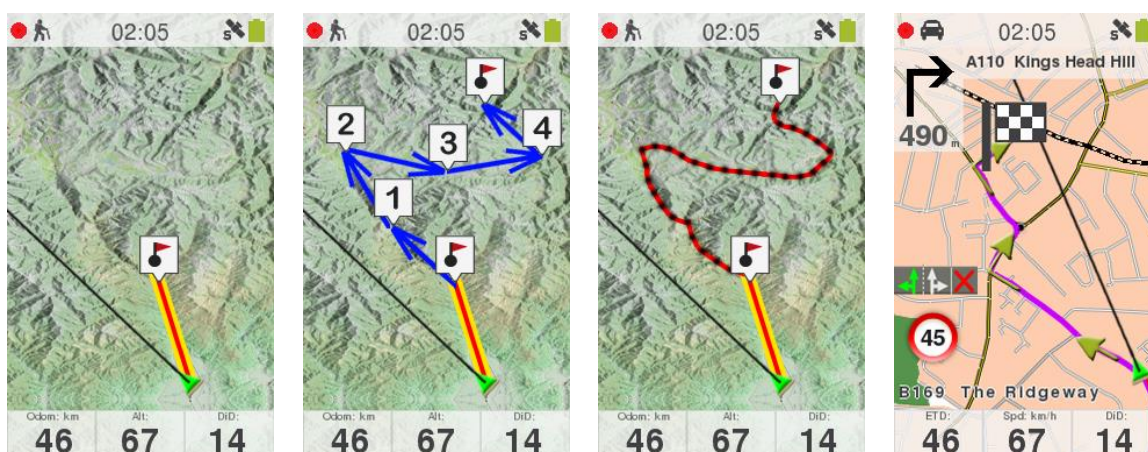 02:05
Odom: km Alt: DiD:
46 67 14
02:05
2
3
4
1
Odom: km Alt: DiD:
46 67 14
02:05
Odom: km Alt: DiD:
46 67 14
02:05
A110 Kings Head Hill
490 m
45
B169 The Ridgeway
ETD: Spd: km/h DiD:
46 67 14